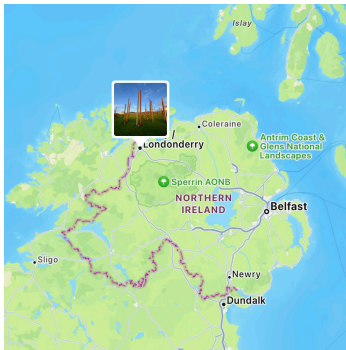 Islay
Coleraine
/
Londonderry
Antrim Coast &
Glens National
Landscapes
Sperrin AONB
NORTHERN
IRELAND
Belfast
Sligo
Newry
Dundalk